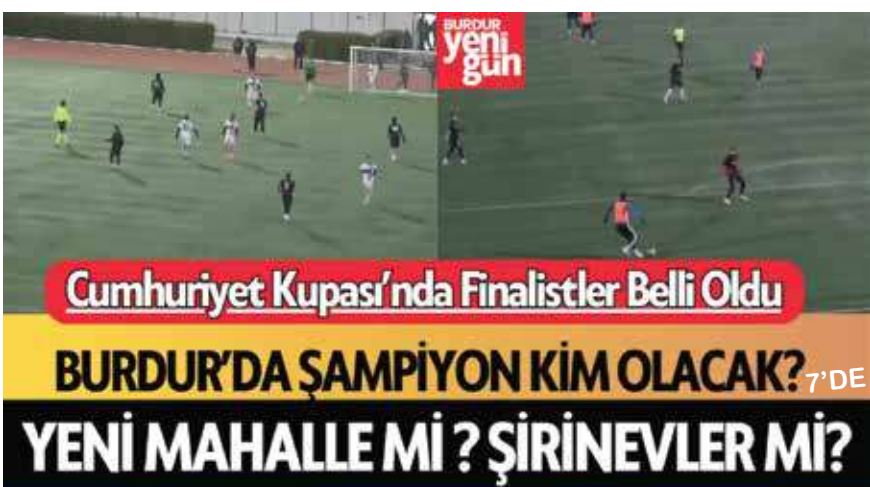 BURDUR
yeni
gün
Cumhuriyet Kupası'nda Finalistler Belli Oldu
BURDUR'DA ŞAMPİYON KİM OLACAK?
7'DE
YENİ MAHALLE Mİ ? ŞİRİNEVLER Mİ?